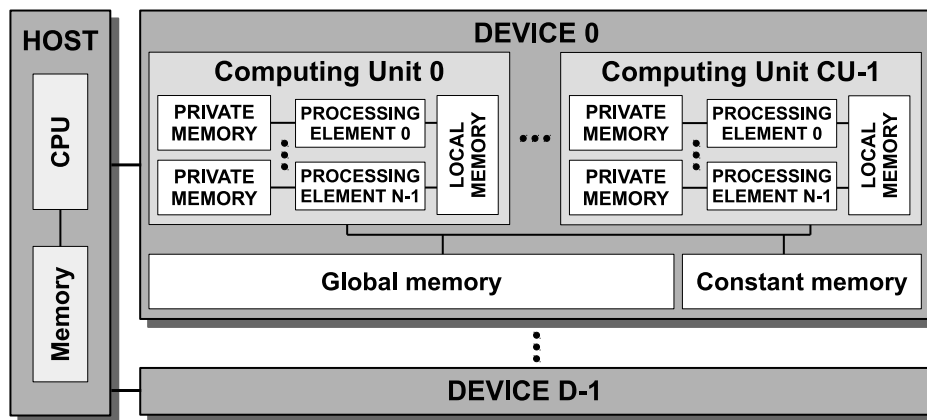 HOST
CPU
Memory
DEVICE 0
Computing Unit 0
PRIVATE
MEMORY
PROCESSING
ELEMENT 0
PRIVATE
MEMORY
PROCESSING
ELEMENT N-1
LOCAL
MEMORY
Computing Unit CU-1
PRIVATE
MEMORY
PROCESSING
ELEMENT 0
PRIVATE
MEMORY
PROCESSING
ELEMENT N-1
LOCAL
MEMORY
Global memory
Constant memory
DEVICE D-1